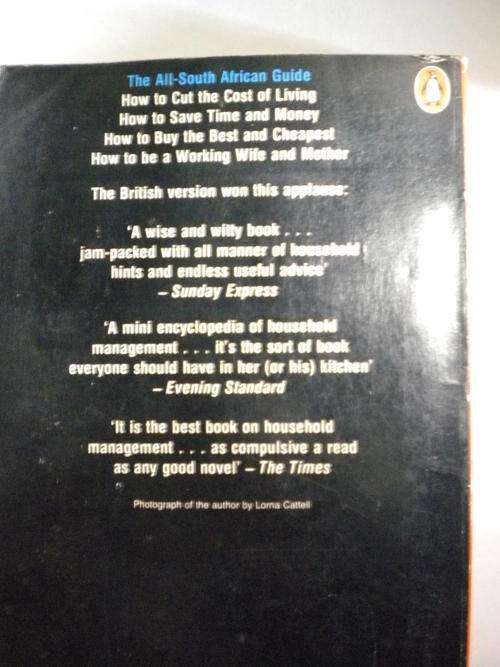 The All-South African Guide
How to Cut the Cost of Living
How to Save Time and Money
How to Buy the Best and Cheapest
How to be a Working Wife and Mother
The British version won this applause:
'A wise and witty book . . .
jam-packed with all manner of household
hints and endless useful advice'
– Sunday Express
'A mini encyclopedia of household
management . . . it's the sort of book
everyone should have in her (or his) kitchen'
– Evening Standard
'It is the best book on household
management . . . as compulsive a read
as any good novel' – The Times
Photograph of the author by Lorna Cattell